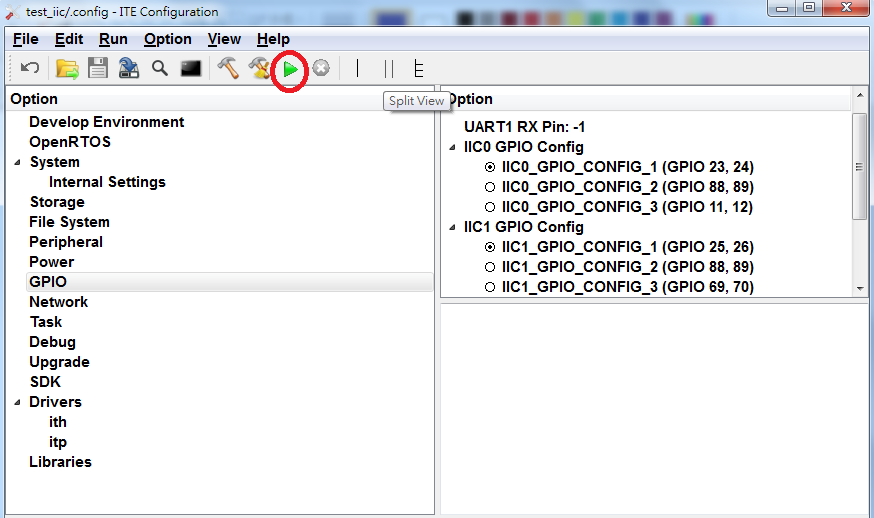 test_iic/.config - ITE Configuration
File Edit Run Option View Help
Split View
Option
Develop Environment
OpenRTOS
System
Internal Settings
Storage
File System
Peripheral
Power
GPIO
Network
Task
Debug
Upgrade
SDK
Drivers
ith
itp
Libraries
Option
UART1 RX Pin: -1
IIC0 GPIO Config
IIC0_GPIO_CONFIG_1 (GPIO 23, 24)
IIC0_GPIO_CONFIG_2 (GPIO 88, 89)
IIC0_GPIO_CONFIG_3 (GPIO 11, 12)
IIC1 GPIO Config
IIC1_GPIO_CONFIG_1 (GPIO 25, 26)
IIC1_GPIO_CONFIG_2 (GPIO 88, 89)
IIC1_GPIO_CONFIG_3 (GPIO 69, 70)